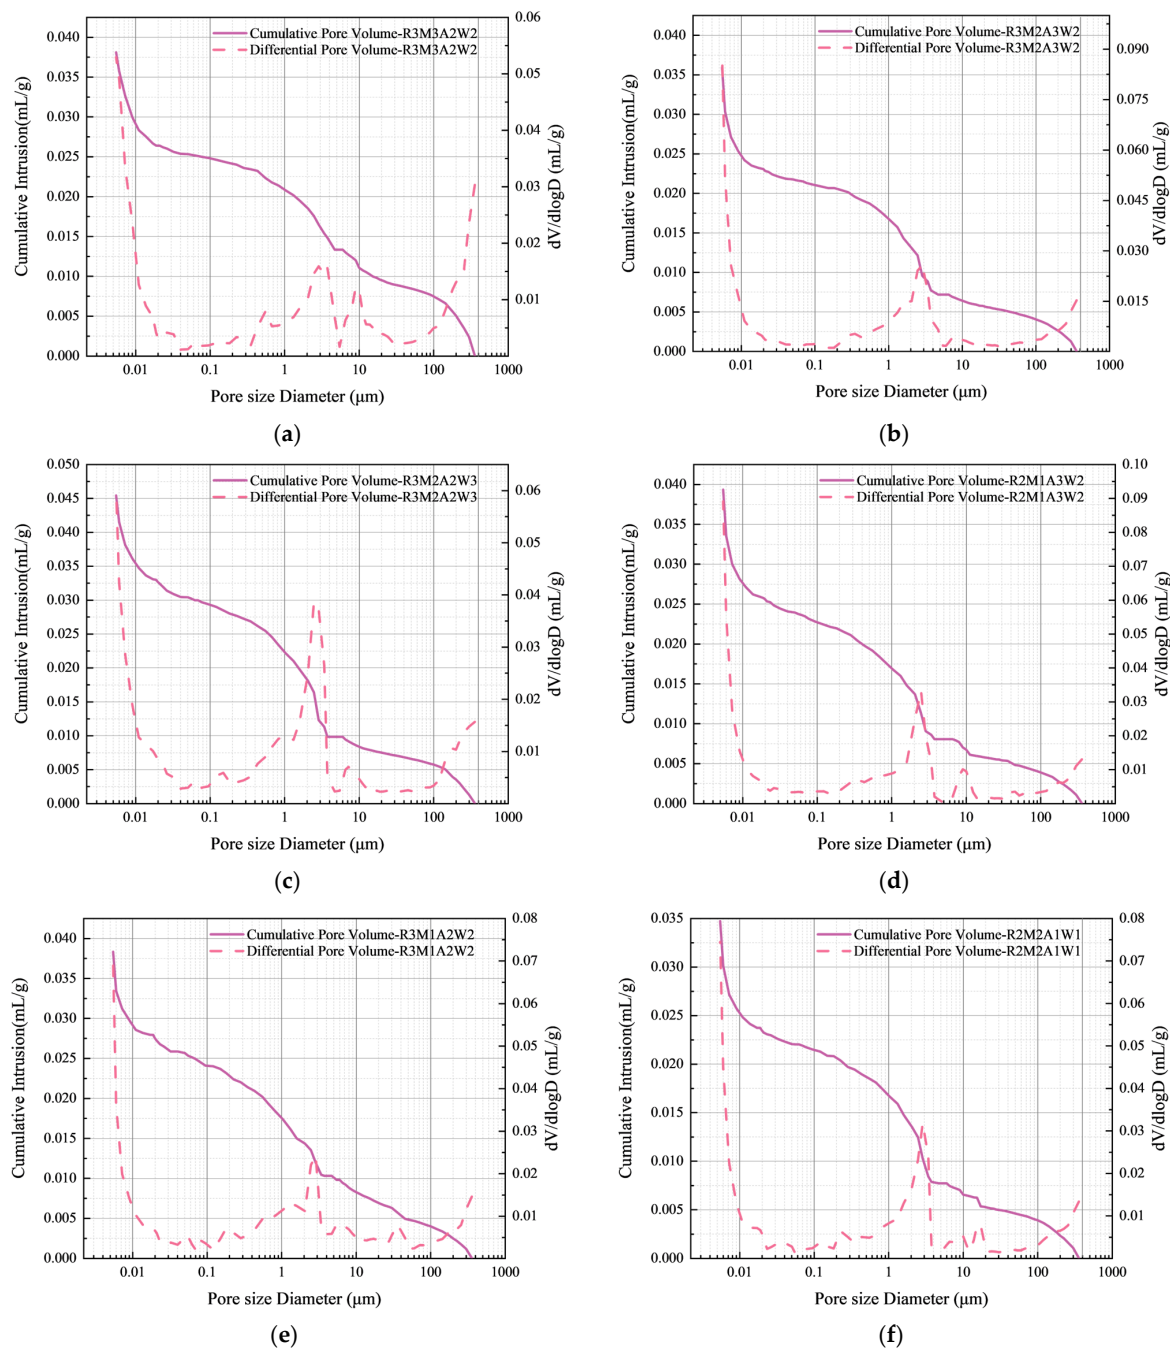 Cumulative Pore Volume-R3M3A2W2
Differential Pore Volume-R3M3A2W2
Cumulative Intrusion(mL/g)
0.040
0.035
0.030
0.025
0.020
0.015
0.010
0.005
0.000
0.06
0.05
0.04
0.03
0.02
0.01
0.00
dV/dlogD (mL/g)
0.01 0.1 1 10 100 1000
Pore size Diameter (μm)
(a)
Cumulative Pore Volume-R3M2A3W2
Differential Pore Volume-R3M2A3W2
Cumulative Intrusion(mL/g)
0.040
0.035
0.030
0.025
0.020
0.015
0.010
0.005
0.000
0.090
0.075
0.060
0.045
0.030
0.015
0.000
dV/dlogD (mL/g)
0.01 0.1 1 10 100 1000
Pore size Diameter (μm)
(b)
Cumulative Pore Volume-R3M2A2W3
Differential Pore Volume-R3M2A2W3
Cumulative Intrusion(mL/g)
0.050
0.045
0.040
0.035
0.030
0.025
0.020
0.015
0.010
0.005
0.000
0.06
0.05
0.04
0.03
0.02
0.01
0.00
dV/dlogD (mL/g)
0.01 0.1 1 10 100 1000
Pore size Diameter (μm)
(c)
Cumulative Pore Volume-R2M1A3W2
Differential Pore Volume-R2M1A3W2
Cumulative Intrusion(mL/g)
0.040
0.035
0.030
0.025
0.020
0.015
0.010
0.005
0.000
0.10
0.09
0.08
0.07
0.06
0.05
0.04
0.03
0.02
0.01
0.00
dV/dlogD (mL/g)
0.01 0.1 1 10 100 1000
Pore size Diameter (μm)
(d)
Cumulative Pore Volume-R3M1A2W2
Differential Pore Volume-R3M1A2W2
Cumulative Intrusion(mL/g)
0.040
0.035
0.030
0.025
0.020
0.015
0.010
0.005
0.000
0.08
0.07
0.06
0.05
0.04
0.03
0.02
0.01
0.00
dV/dlogD (mL/g)
0.01 0.1 1 10 100 1000
Pore size Diameter (μm)
(e)
Cumulative Pore Volume-R2M2A1W1
Differential Pore Volume-R2M2A1W1
Cumulative Intrusion(mL/g)
0.035
0.030
0.025
0.020
0.015
0.010
0.005
0.000
0.08
0.07
0.06
0.05
0.04
0.03
0.02
0.01
0.00
dV/dlogD (mL/g)
0.01 0.1 1 10 100 1000
Pore size Diameter (μm)
(f)